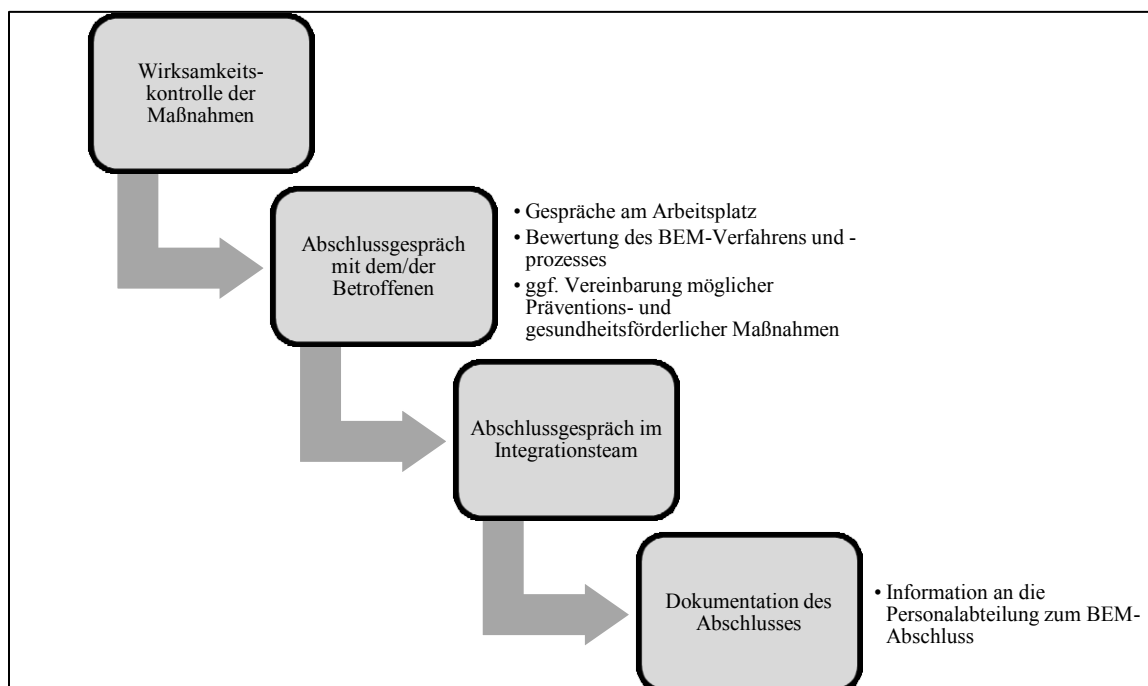 Wirksamkeits-
kontrolle der
Maßnahmen
Abschlussgespräch
mit dem/der
Betroffenen
• Gespräche am Arbeitsplatz
• Bewertung des BEM-Verfahrens und -
prozesses
• ggf. Vereinbarung möglicher
Präventions- und
gesundheitsförderlicher Maßnahmen
Abschlussgespräch im
Integrationsteam
Dokumentation des
Abschlusses
• Information an die
Personalabteilung zum BEM-
Abschluss